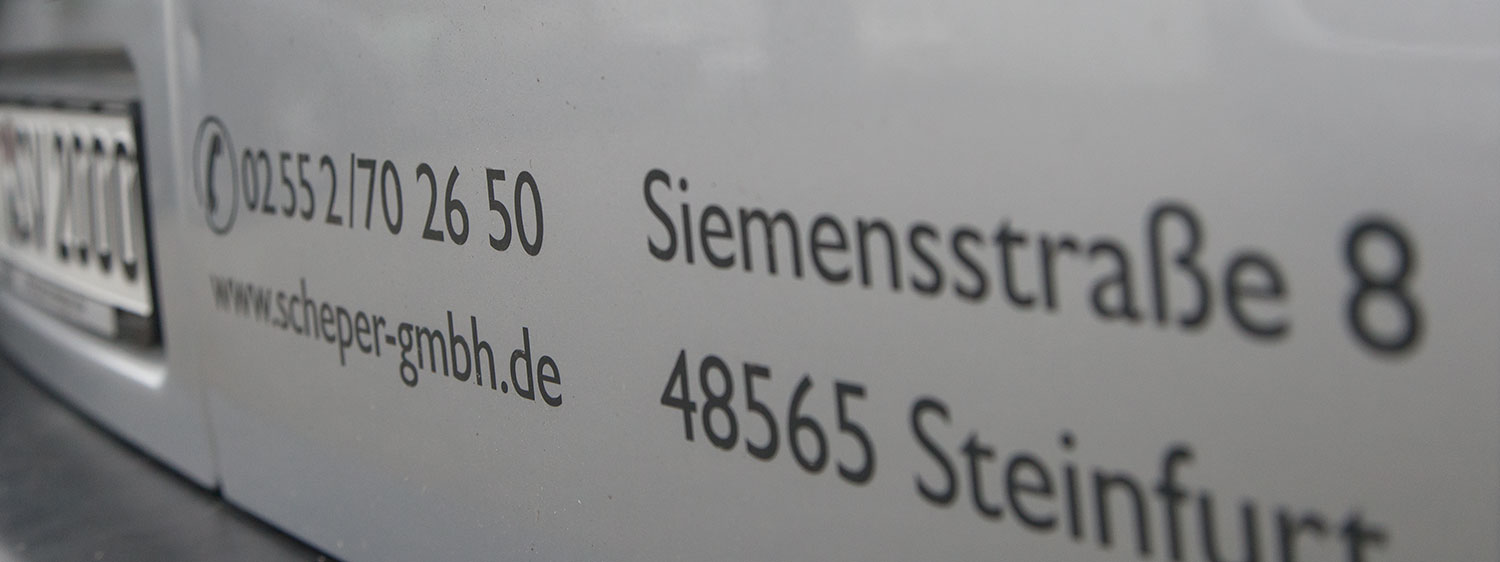 02552/70 26 50
www.scheper-gmbh.de
Siemensstraße 8
48565 Steinfurt